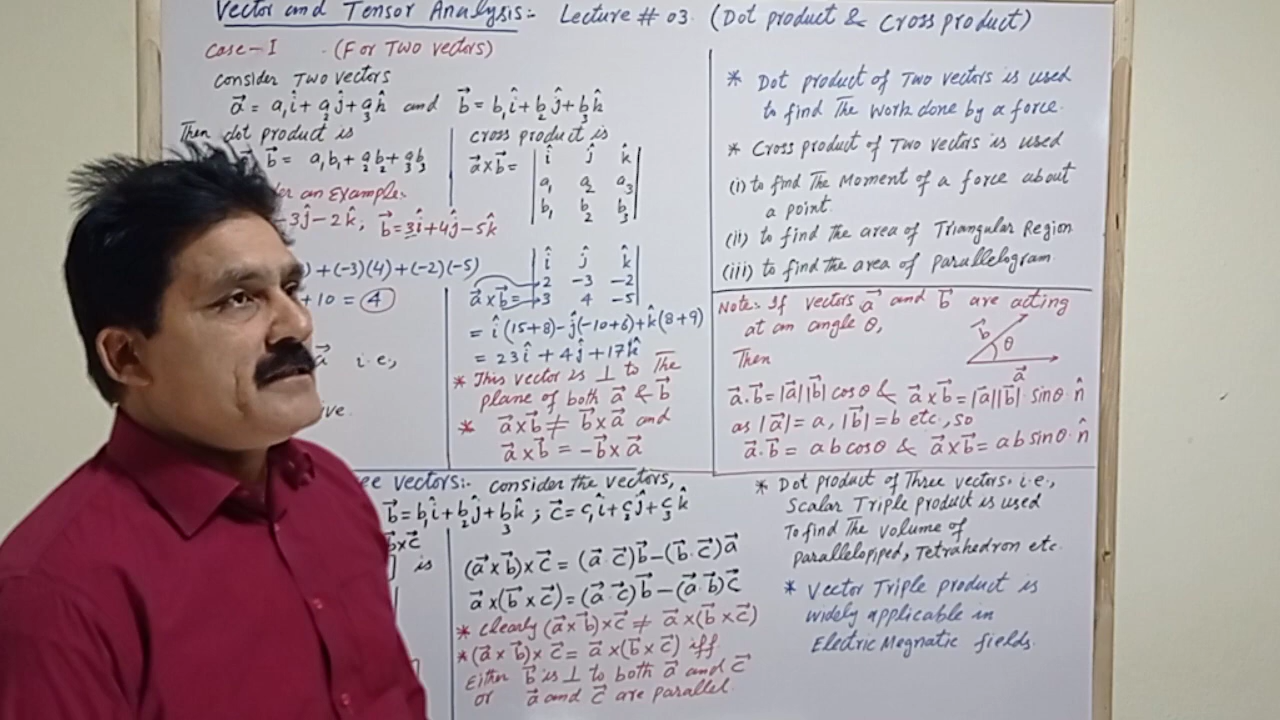 Vector and Tensor Analysis:- Lecture # 03. (Dot product & Cross product)
Case-I (For Two vectors)
consider Two vectors
a⃗ = a₁î + a₂ĵ + a₃k̂ and b⃗ = b₁î + b₂ĵ + b₃k̂
Then dot product is
b⃗ = a₁b₁ + a₂b₂ + a₃b₃
an Example:
-3ĵ - 2k̂; b⃗ = 3î + 4ĵ - 5k̂
) + (-3)(4) + (-2)(-5)
+ 10 = 4
a⃗ i.e.,
cross product is
a⃗ x b⃗ = | î ĵ k̂ |
| a₁ a₂ a₃ |
| b₁ b₂ b₃ |
| î ĵ k̂ |
| 2 -3 -2 |
a⃗ x b⃗ = | 3 4 -5 |
= î(15+8) - ĵ(-10+6) + k̂(8+9)
= 23î + 4ĵ + 17k̂
* This vector is ⊥ to The
plane of both a⃗ & b⃗
* a⃗ x b⃗ ≠ b⃗ x a⃗ and
a⃗ x b⃗ = -b⃗ x a⃗
* Dot product of Two vectors is used
to find The Work done by a force.
* Cross product of Two vectors is used
(i) to find The Moment of a force about
a point.
(ii) to find the area of Triangular Region
(iii) to find the area of parallelogram.
Note:- If vectors a⃗ and b⃗ are acting
at an angle θ,
b⃗
θ
a⃗
Then
a⃗.b⃗ = |a⃗||b⃗| cosθ & a⃗ x b⃗ = |a⃗||b⃗| sinθ n̂
as |a⃗| = a, |b⃗| = b etc., so
a⃗.b⃗ = ab cosθ & a⃗ x b⃗ = ab sinθ n̂
vectors:- consider the vectors,
b⃗ = b₁î + b₂ĵ + b₃k̂ ; c⃗ = c₁î + c₂ĵ + c₃k̂
b⃗ x c⃗
] is
(a⃗ x b⃗) x c⃗ = (a⃗.c⃗)b⃗ - (b⃗.c⃗)a⃗
a⃗ x (b⃗ x c⃗) = (a⃗.c⃗)b⃗ - (a⃗.b⃗)c⃗
* clearly (a⃗ x b⃗) x c⃗ ≠ a⃗ x (b⃗ x c⃗)
* (a⃗ x b⃗) x c⃗ = a⃗ x (b⃗ x c⃗) iff
Either b⃗ is ⊥ to both a⃗ and c⃗
or a⃗ and c⃗ are parallel.
* Dot product of Three vectors. i.e.,
Scalar Triple product is used
To find The volume of
parallelopiped, Tetrahedron etc.
* Vector Triple product is
widely applicable in
Electric Megnatic fields.